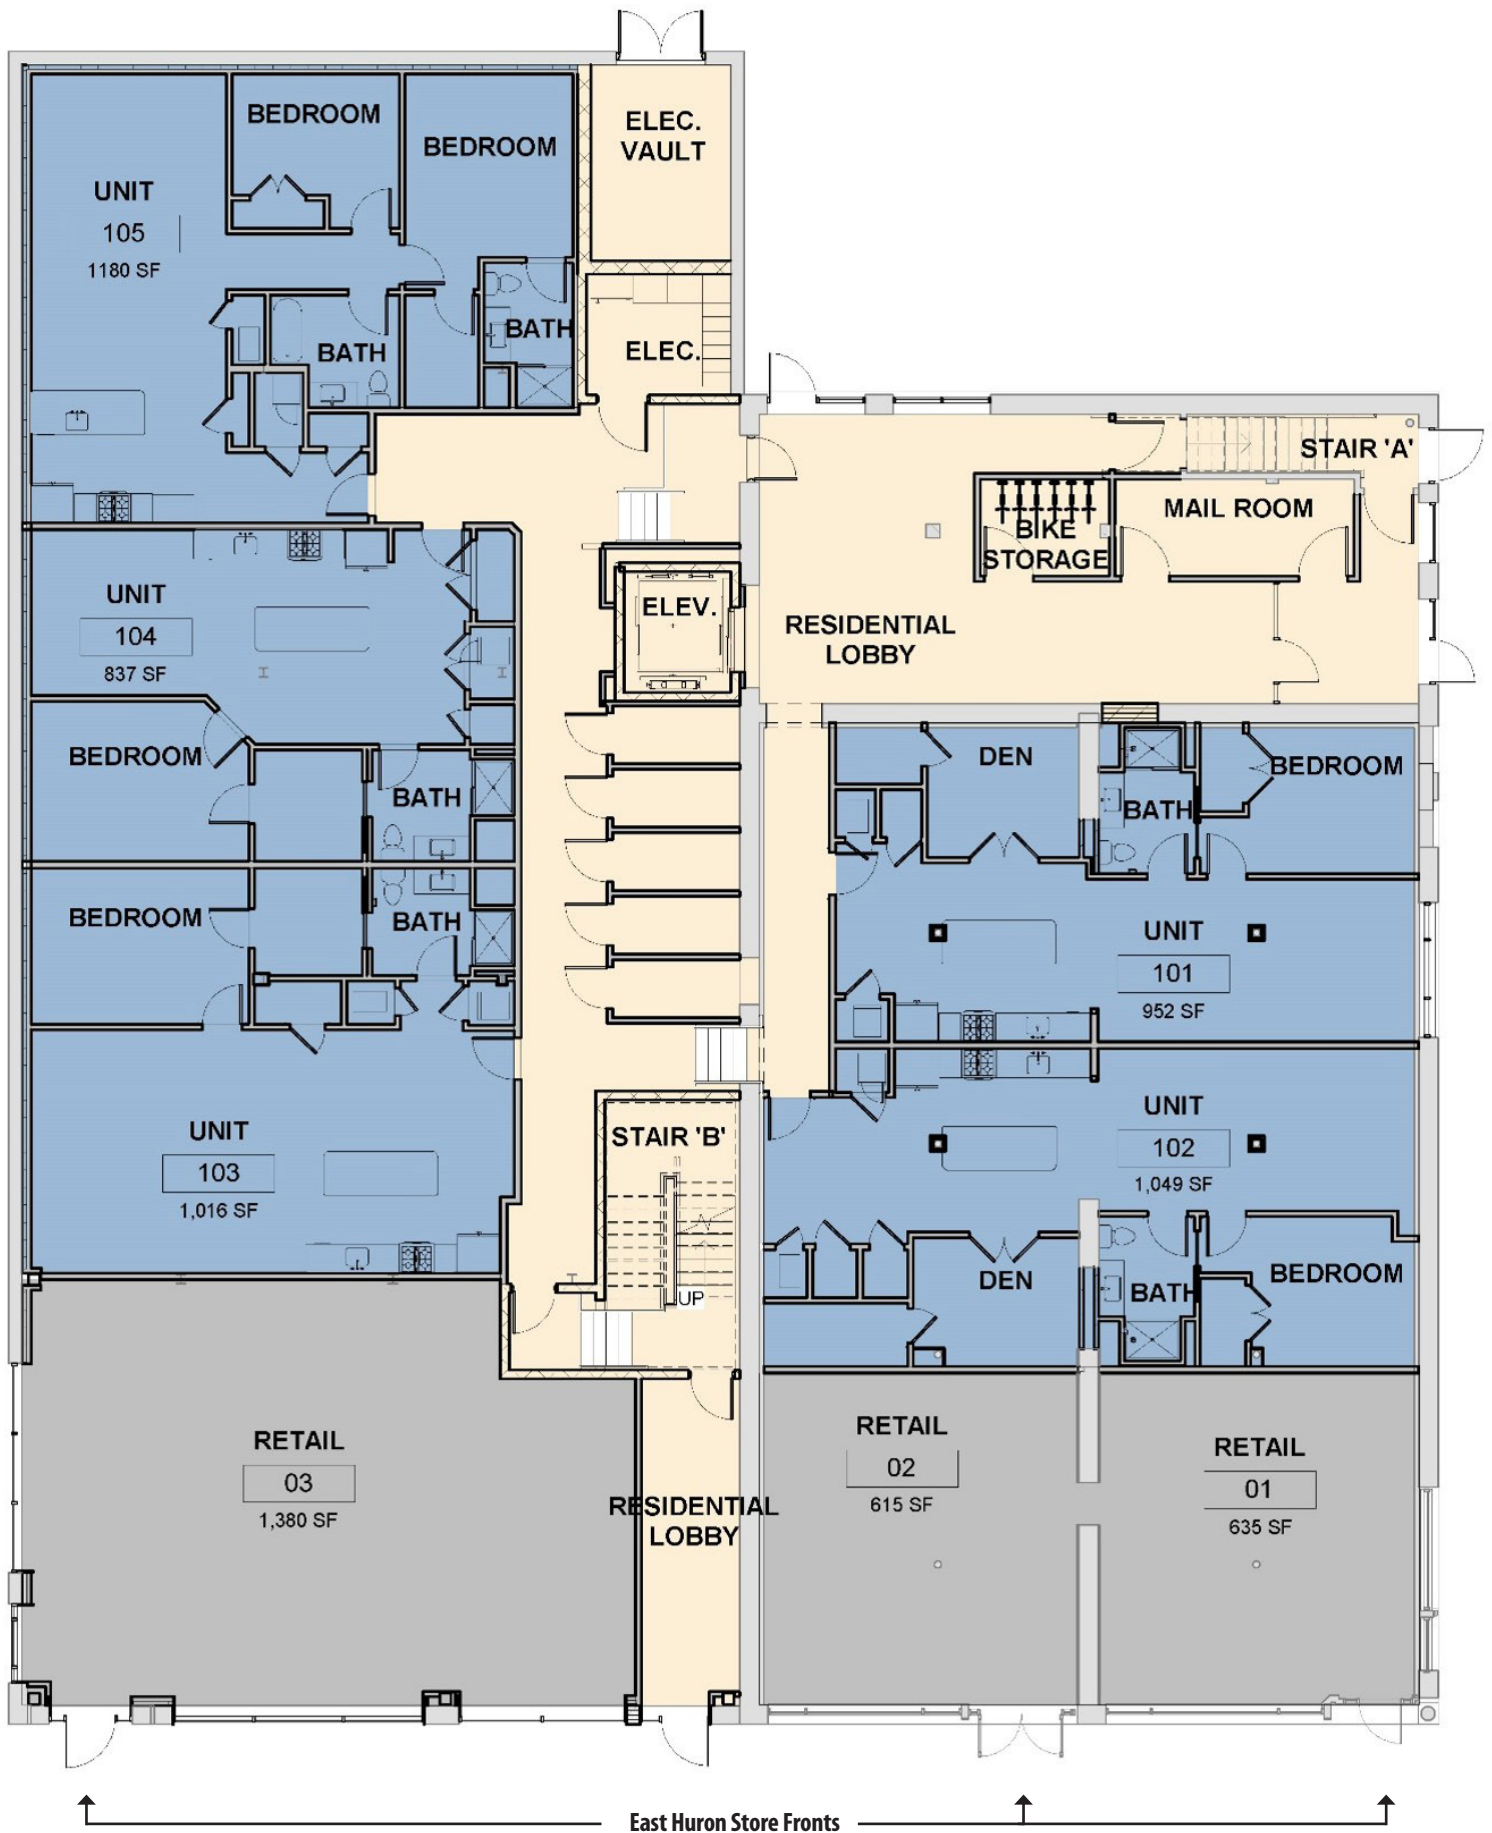 BEDROOM
BEDROOM
ELEC.
VAULT
UNIT
105
1180 SF
BATH
BATH
ELEC.
STAIR 'A'
MAIL ROOM
BIKE
STORAGE
UNIT
104
837 SF
ELEV.
RESIDENTIAL
LOBBY
BEDROOM
BATH
DEN
BATH
BEDROOM
BEDROOM
BATH
UNIT
101
952 SF
UNIT
103
1,016 SF
STAIR 'B'
UP
UNIT
102
1,049 SF
DEN
BATH
BEDROOM
RETAIL
03
1,380 SF
RESIDENTIAL
LOBBY
RETAIL
02
615 SF
RETAIL
01
635 SF
East Huron Store Fronts